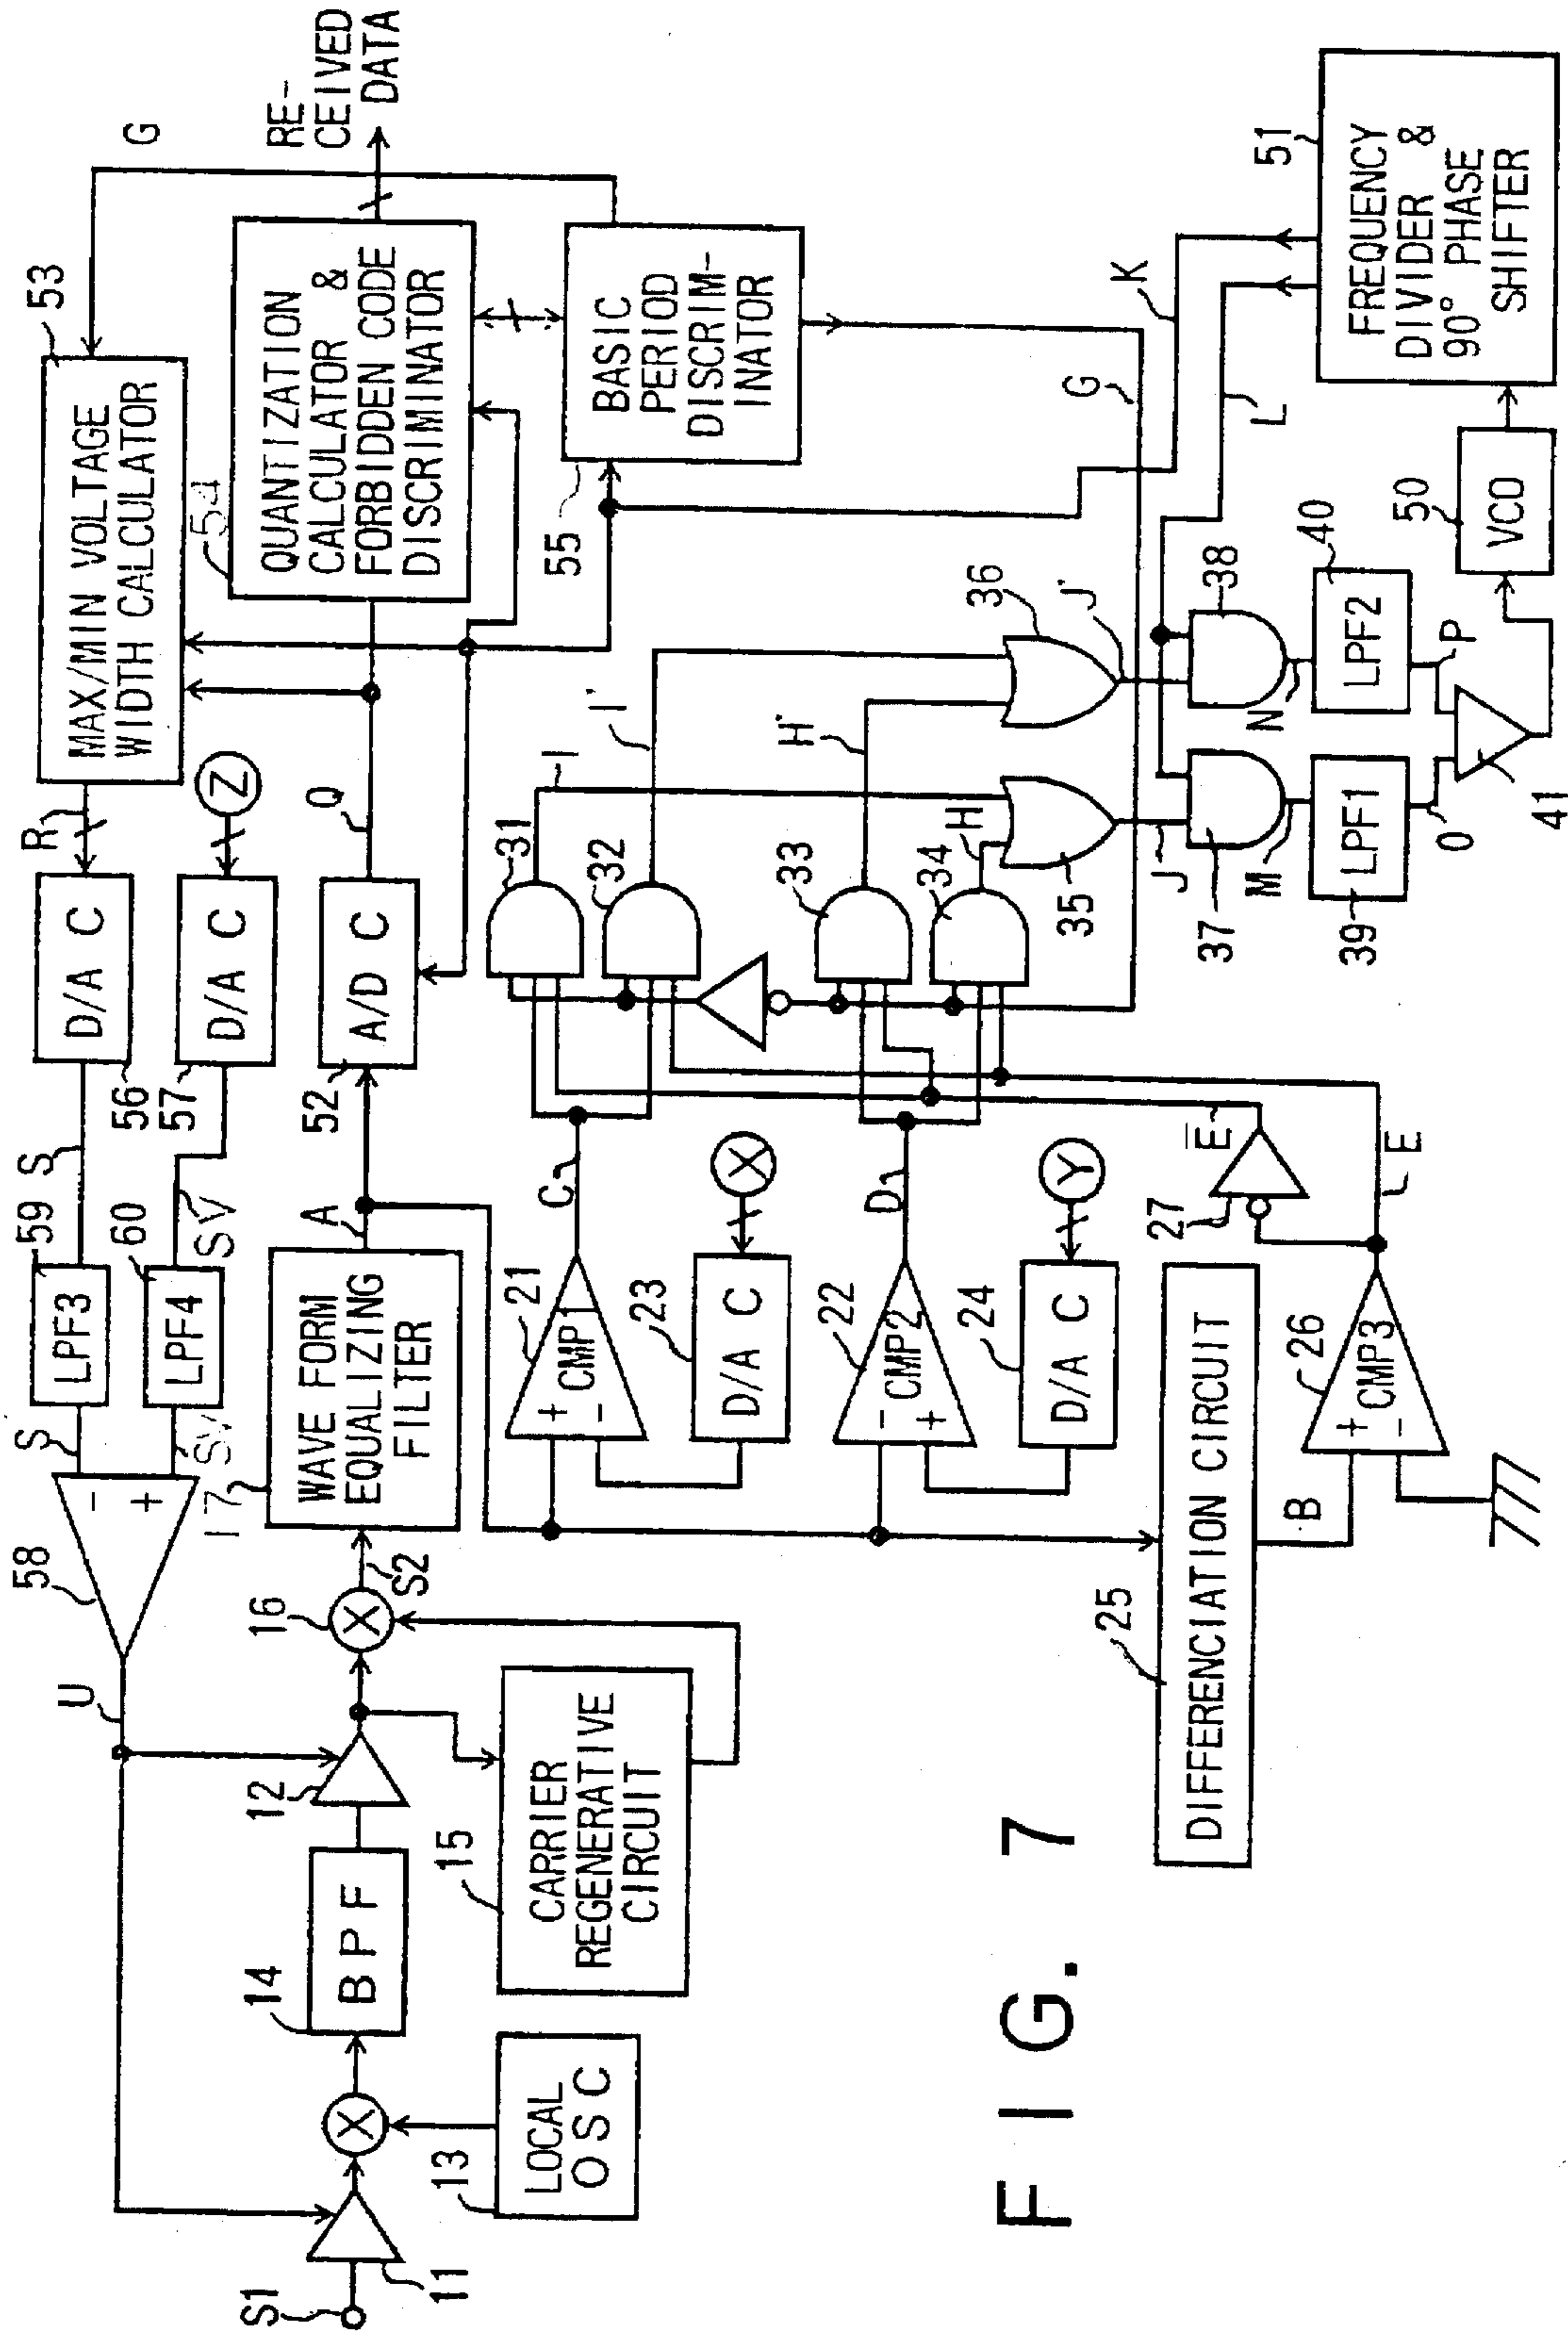 S1
11
LOCAL
OSC
13
14
BPF
12
U
15
CARRIER
REGENERATIVE
CIRCUIT
16
S2
58
-
+
S
SV
17
WAVE FORM
EQUALIZING
FILTER
59
LPF3
60
LPF4
S
SV
A
56
D/A C
57
D/A C
52
A/D C
R
Z
Q
53
MAX/MIN VOLTAGE
WIDTH CALCULATOR
54
QUANTIZATION
CALCULATOR &
FORBIDDEN CODE
DISCRIMINATOR
G
RE-
CEIVED
DATA
55
BASIC
PERIOD
DISCRIM-
INATOR
21
CMP1
+
-
C
23
D/A C
X
22
CMP2
-
+
D
24
D/A C
Y
25
DIFFERENCIATION CIRCUIT
B
26
CMP3
+
-
27
E
E
31
32
33
34
I
I'
H'
H
35
36
J
J'
G
K
L
37
38
M
N
39
LPF1
40
LPF2
O
P
41
50
VCO
51
FREQUENCY
DIVIDER &
90° PHASE
SHIFTER
FIG. 7